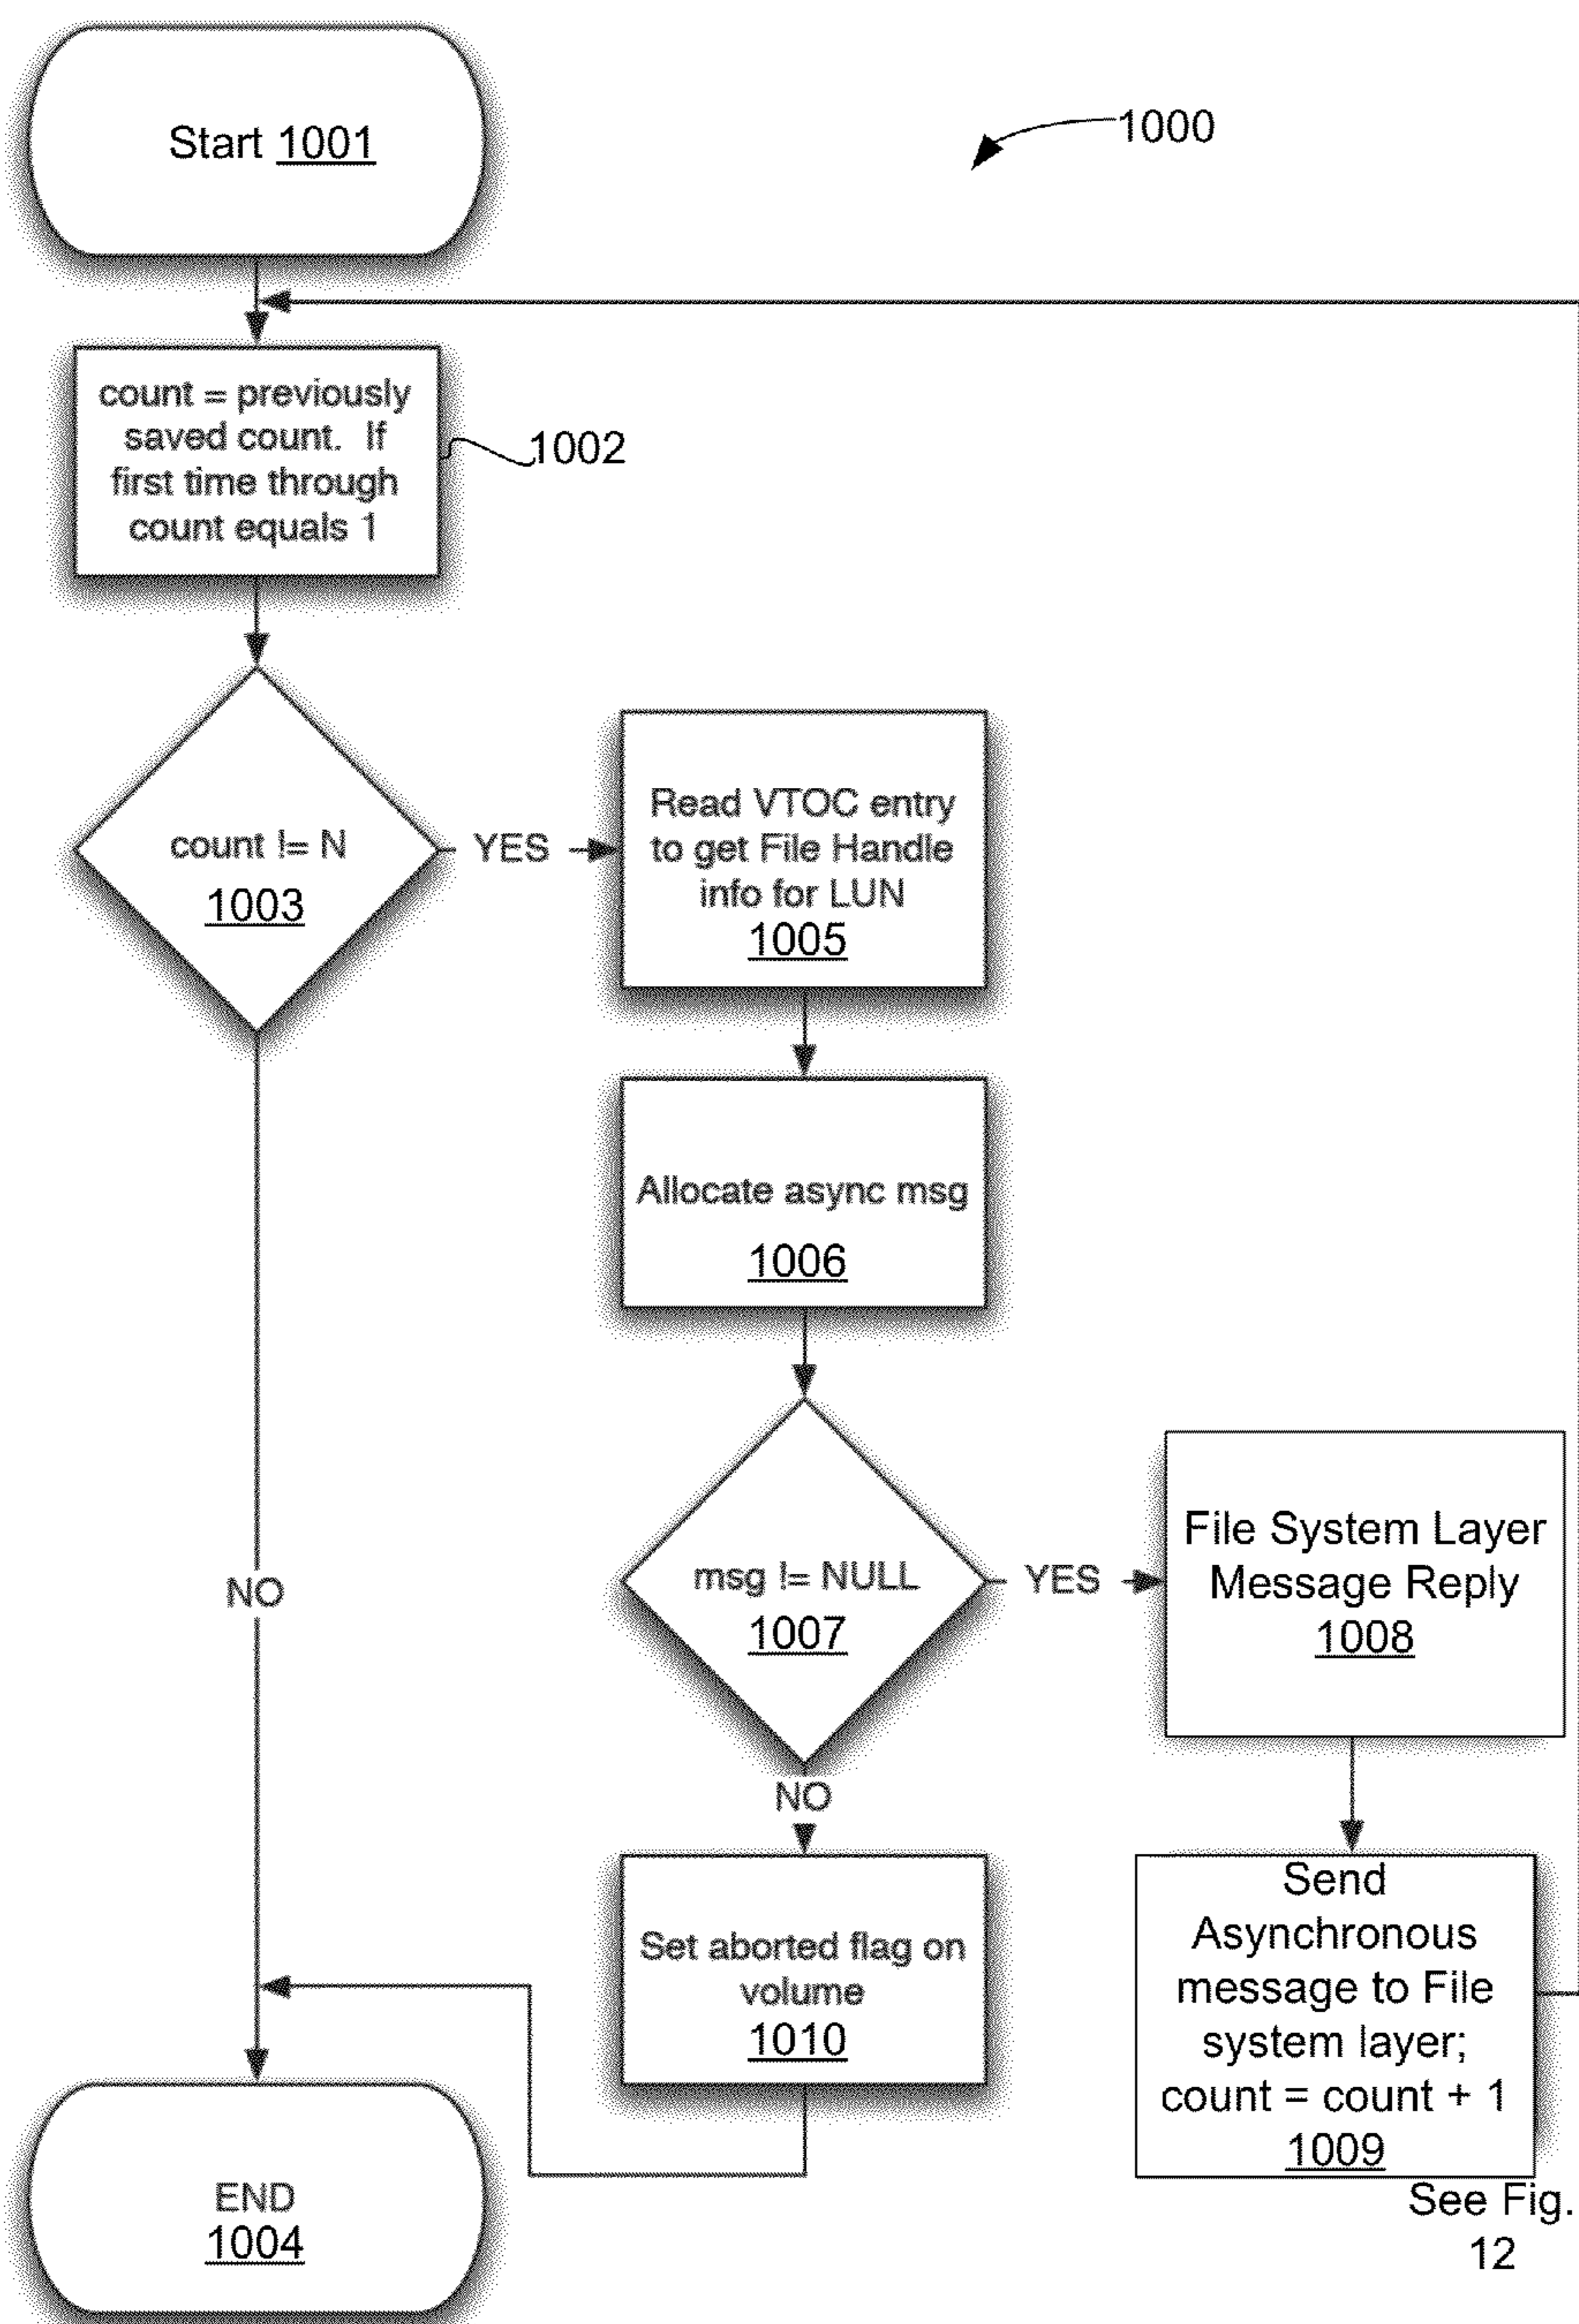 Start 1001
1000
count = previously
saved count. If
first time through
count equals 1
1002
count != N
1003
YES
Read VTOC entry
to get File Handle
info for LUN
1005
Allocate async msg
1006
msg != NULL
1007
YES
File System Layer
Message Reply
1008
NO
NO
Set aborted flag on
volume
1010
Send
Asynchronous
message to File
system layer;
count = count + 1
1009
See Fig.
12
END
1004